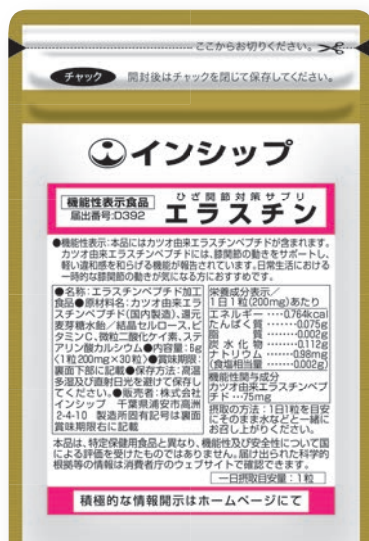 ここからお切りください。
チャック 開封後はチャックを閉じて保存してください。
インシップ
機能性表示食品
届出番号:D392
ひざ関節対策サプリ
エラスチン
●機能性表示:本品にはカツオ由来エラスチンペプチドが含まれます。
カツオ由来エラスチンペプチドには、膝関節の動きをサポートし、
軽い違和感を和らげる機能が報告されています。日常生活における
一時的な膝関節の動きが気になる方におすすめです。
●名称:エラスチンペプチド加工
食品●原材料名:カツオ由来エラ
スチンペプチド(国内製造)、還元
麦芽糖水飴/結晶セルロース、ビ
タミンC、微粒二酸化ケイ素、ステ
アリン酸カルシウム●内容量:6g
〈1粒200mg×30粒〉●賞味期限:
裏面下部に記載●保存方法:高温
多湿及び直射日光を避けて保存し
てください。●販売者:株式会社
インシップ 千葉県浦安市高洲
2-4-10 製造所固有記号は裏面
賞味期限右に記載
栄養成分表示/
1日1粒(200mg)あたり
エネルギー……0.764kcal
たんぱく質………0.075g
脂質………0.002g
炭水化物………0.112g
ナトリウム………0.98mg
(食塩相当量………0.002g)
機能性関与成分
カツオ由来エラスチンペプ
チド…75mg
摂取の方法:1日1粒を目安
にそのまま水などと一緒に
お召し上がりください。
本品は、特定保健用食品と異なり、機能性及び安全性について国
による評価を受けたものではありません。届け出られた科学的
根拠等の情報は消費者庁のウェブサイトで確認できます。
一日摂取目安量:1粒
積極的な情報開示はホームページにて